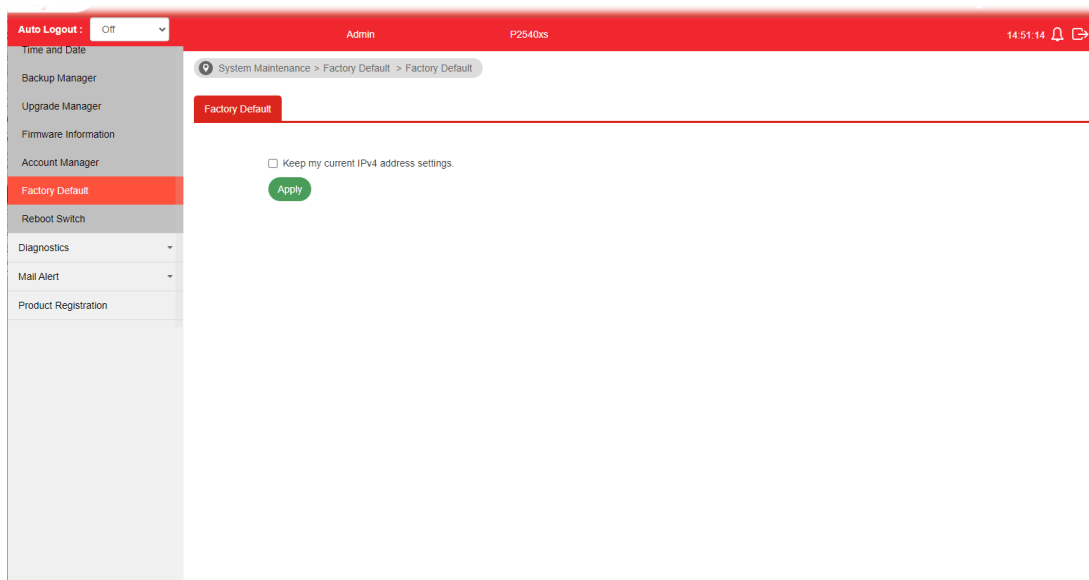 Auto Logout : Off
Admin
P2540xs
14:51:14
Time and Date
Backup Manager
Upgrade Manager
Firmware Information
Account Manager
Factory Default
Reboot Switch
Diagnostics
Mail Alert
Product Registration
System Maintenance > Factory Default > Factory Default
Factory Default
Keep my current IPv4 address settings.
Apply